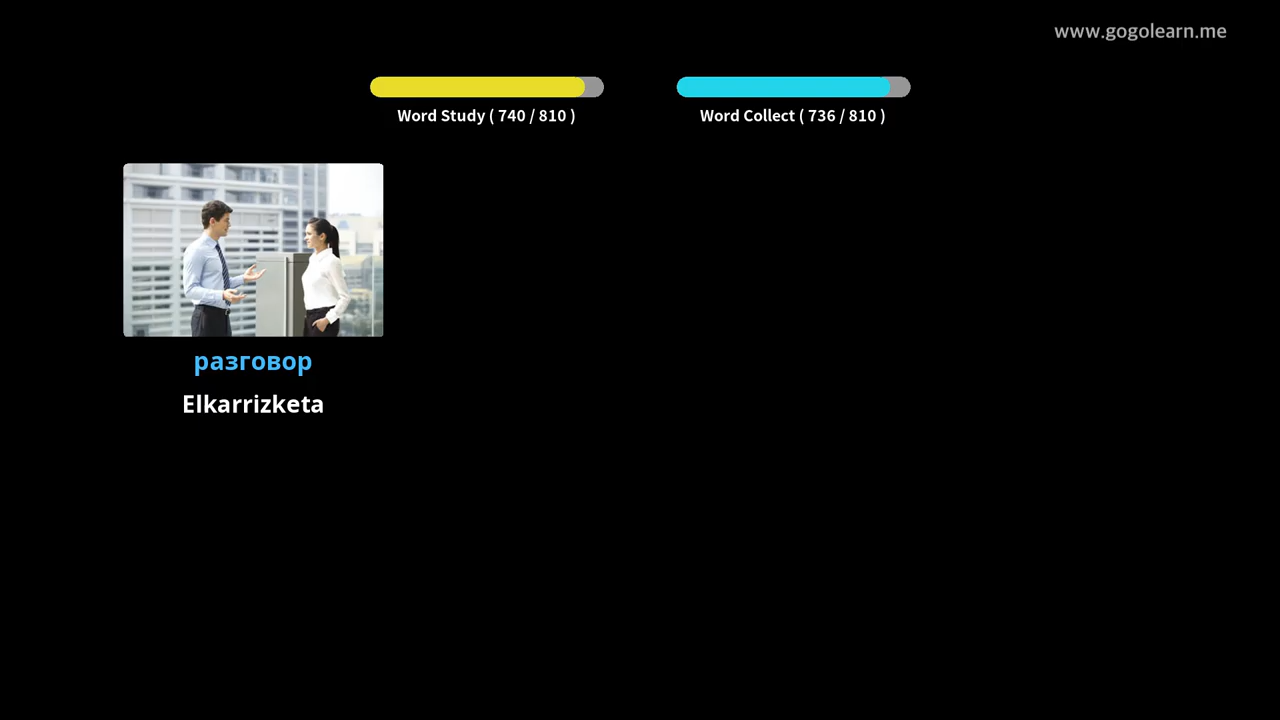 www.gogolearn.me
Word Study ( 740 / 810 )
Word Collect ( 736 / 810 )
разговор
Elkarrizketa